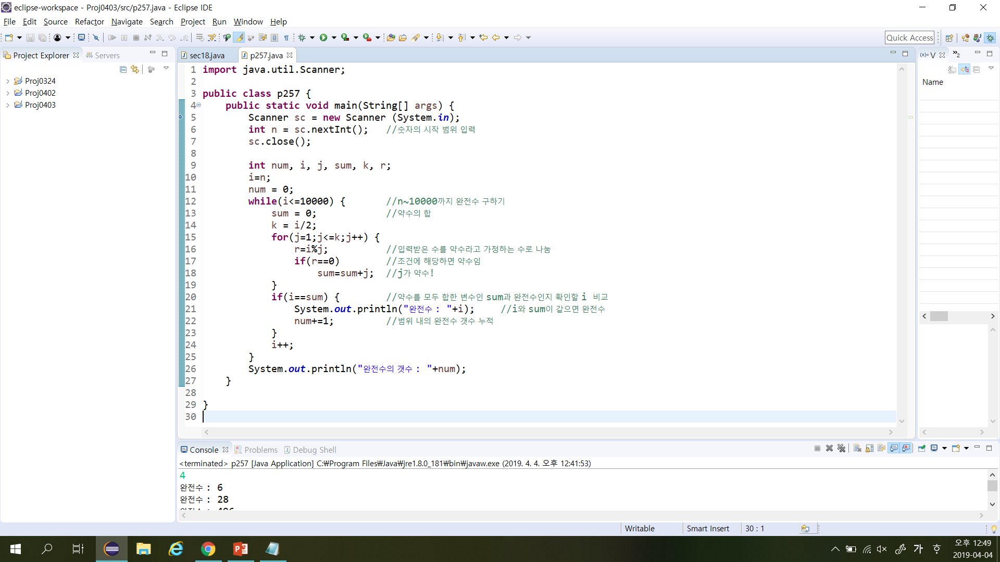 eclipse-workspace - Proj0403/src/p257.java - Eclipse IDE
File Edit Source Refactor Navigate Search Project Run Window Help
Quick Access
Project Explorer Servers
Proj0324
Proj0402
Proj0403
sec18.java p257.java
1 import java.util.Scanner;
2
3 public class p257 {
4 public static void main(String[] args) {
5 Scanner sc = new Scanner (System.in);
6 int n = sc.nextInt(); //숫자의 시작 범위 입력
7 sc.close();
8
9 int num, i, j, sum, k, r;
10 i=n;
11 num = 0;
12 while(i<=10000) { //n~10000까지 완전수 구하기
13 sum = 0; //약수의 합
14 k = i/2;
15 for(j=1;j<=k;j++) {
16 r=i%j; //입력받은 수를 약수라고 가정하는 수로 나눔
17 if(r==0) //조건에 해당하면 약수임
18 sum=sum+j; //j가 약수!
19 }
20 if(i==sum) { //약수를 모두 합한 변수인 sum과 완전수인지 확인할 i 비교
21 System.out.println("완전수 : "+i); //i와 sum이 같으면 완전수
22 num+=1; //범위 내의 완전수 갯수 누적
23 }
24 i++;
25 }
26 System.out.println("완전수의 갯수 : "+num);
27 }
28
29 }
30
(x)= V
»2
Name
Console Problems Debug Shell
<terminated> p257 [Java Application] C:₩Program Files₩Java₩jre1.8.0_181₩bin₩javaw.exe (2019. 4. 4. 오후 12:41:53)
4
완전수 : 6
완전수 : 28
완전수 : 496
Writable Smart Insert 30 : 1
가
오후 12:49
2019-04-04